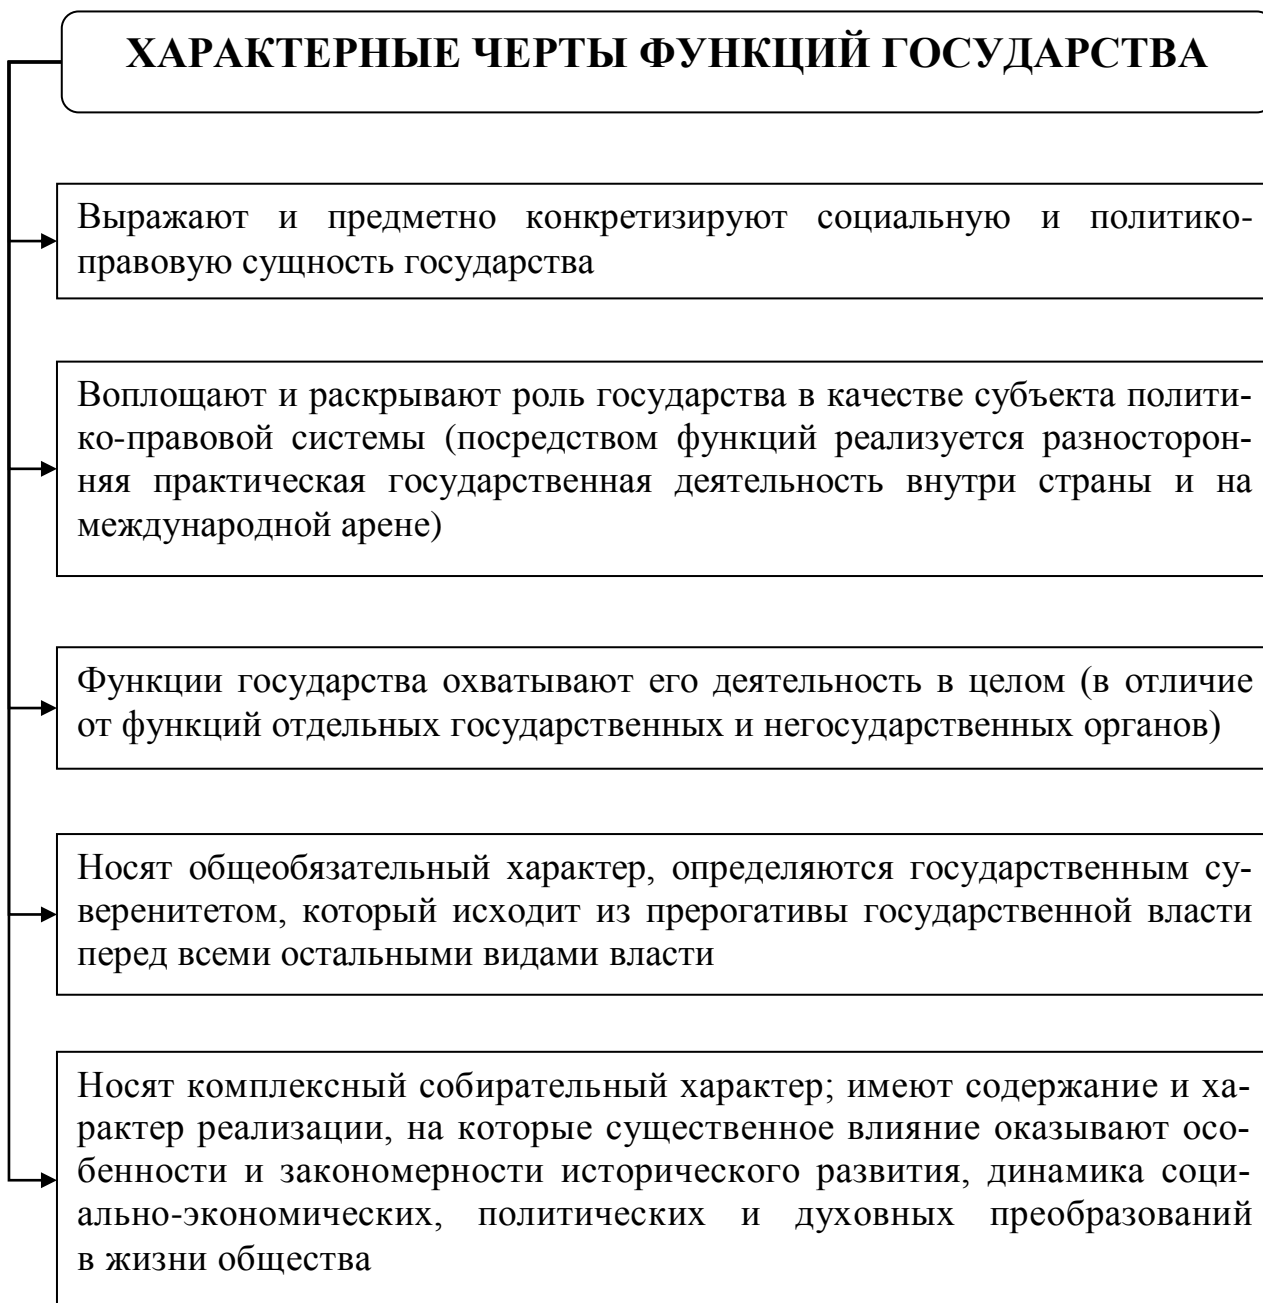 ХАРАКТЕРНЫЕ ЧЕРТЫ ФУНКЦИЙ ГОСУДАРСТВА
Выражают и предметно конкретизируют социальную и политико-
правовую сущность государства
Воплощают и раскрывают роль государства в качестве субъекта полити-
ко-правовой системы (посредством функций реализуется разносторон-
няя практическая государственная деятельность внутри страны и на
международной арене)
Функции государства охватывают его деятельность в целом (в отличие
от функций отдельных государственных и негосударственных органов)
Носят общеобязательный характер, определяются государственным су-
веренитетом, который исходит из прерогативы государственной власти
перед всеми остальными видами власти
Носят комплексный собирательный характер; имеют содержание и ха-
рактер реализации, на которые существенное влияние оказывают осо-
бенности и закономерности исторического развития, динамика соци-
ально-экономических, политических и духовных преобразований
в жизни общества